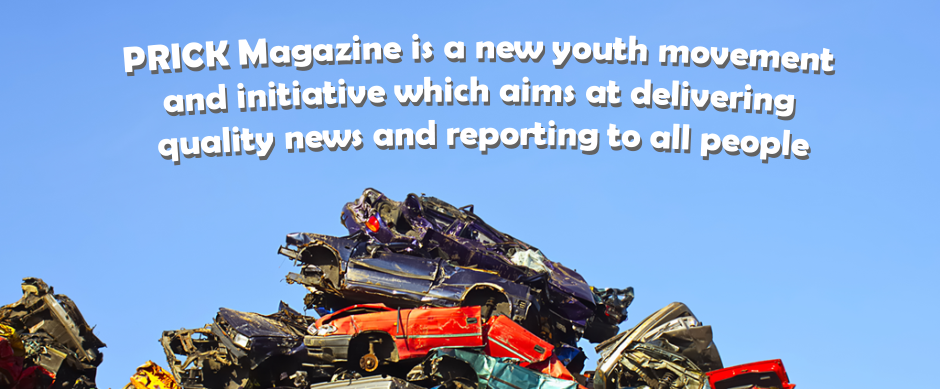 PRICK Magazine is a new youth movement
and initiative which aims at delivering
quality news and reporting to all people